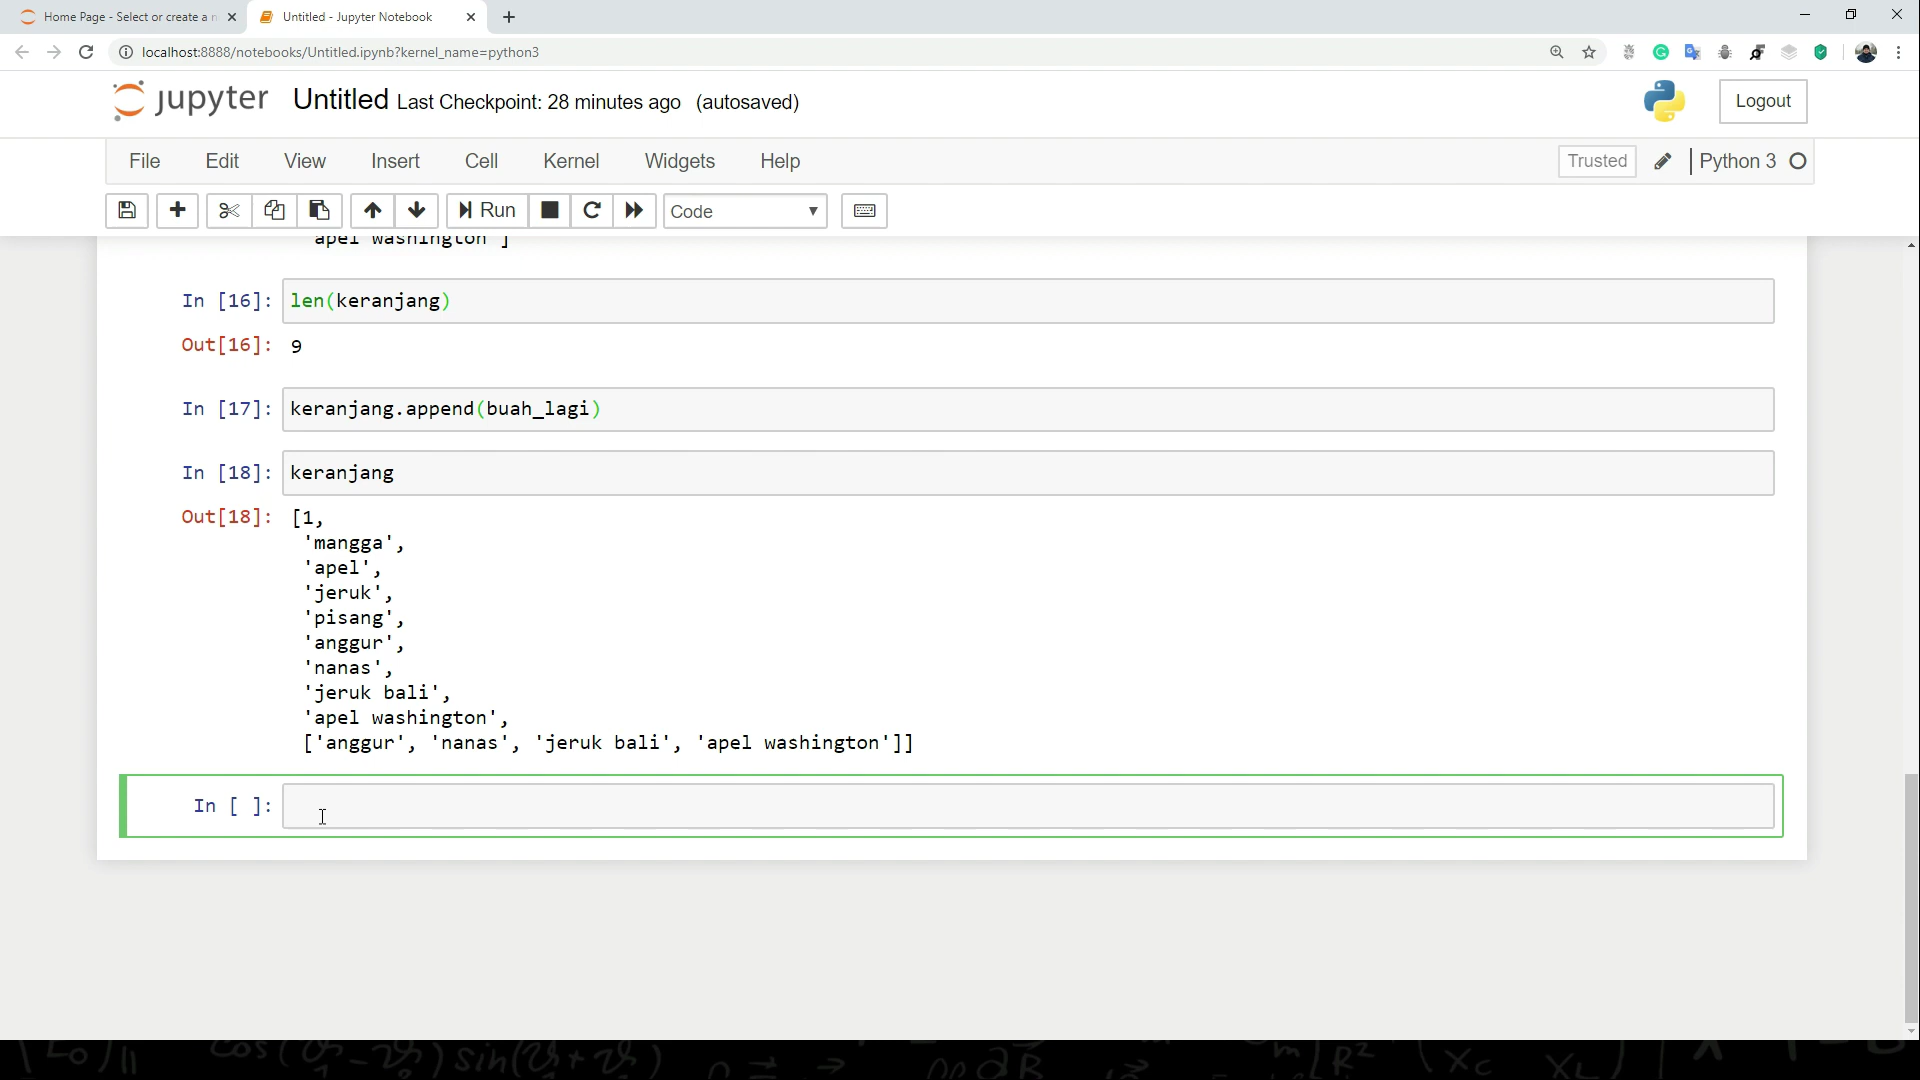 Home Page - Select or create a n
Untitled - Jupyter Notebook
localhost:8888/notebooks/Untitled.ipynb?kernel_name=python3
jupyter Untitled Last Checkpoint: 28 minutes ago (autosaved)
Logout
File Edit View Insert Cell Kernel Widgets Help
Trusted Python 3
Run
Code
'apel washington']
In [16]: len(keranjang)
Out[16]: 9
In [17]: keranjang.append(buah_lagi)
In [18]: keranjang
Out[18]: [1,
'mangga',
'apel',
'jeruk',
'pisang',
'anggur',
'nanas',
'jeruk bali',
'apel washington',
['anggur', 'nanas', 'jeruk bali', 'apel washington']]
In [ ]: